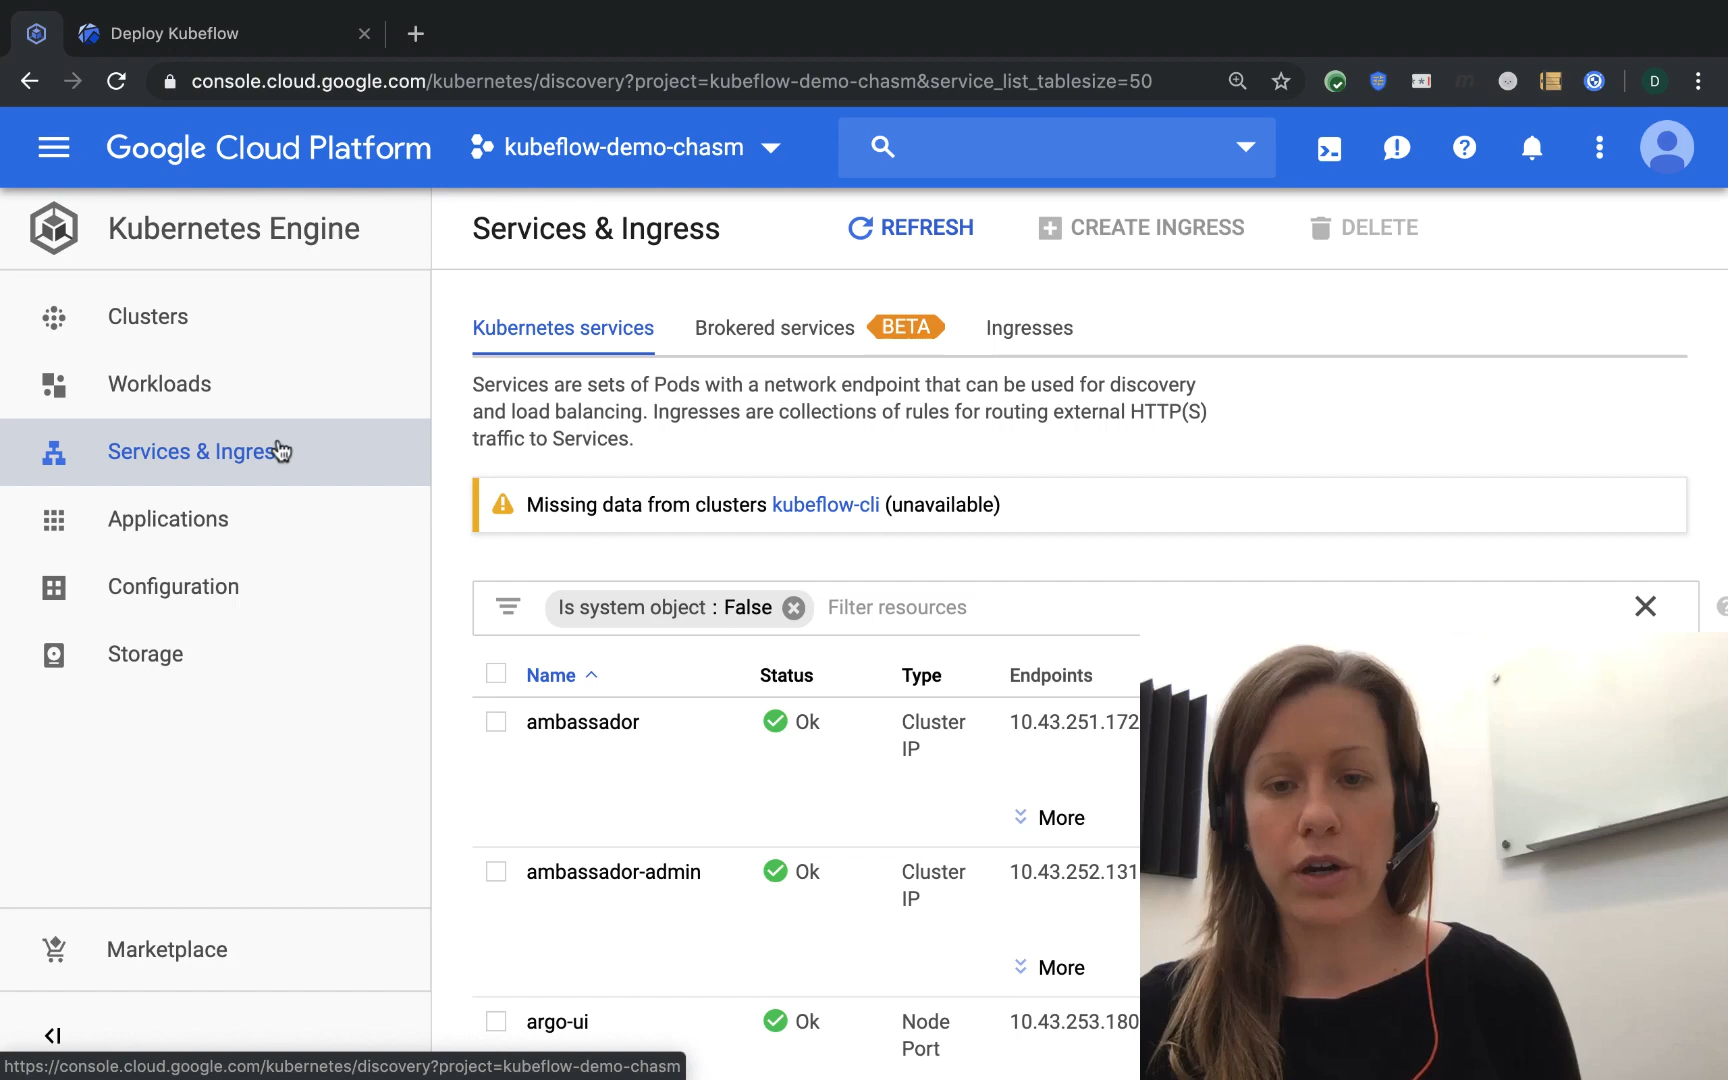 Deploy Kubeflow
console.cloud.google.com/kubernetes/discovery?project=kubeflow-demo-chasm&service_list_tablesize=50
D
Google Cloud Platform
kubeflow-demo-chasm
Kubernetes Engine
Services & Ingress
REFRESH
CREATE INGRESS
DELETE
Clusters
Workloads
Services & Ingres
Applications
Configuration
Storage
Marketplace
Kubernetes services
Brokered services
BETA
Ingresses
Services are sets of Pods with a network endpoint that can be used for discovery
and load balancing. Ingresses are collections of rules for routing external HTTP(S)
traffic to Services.
Missing data from clusters kubeflow-cli (unavailable)
Is system object : False
Filter resources
Name
Status
Type
Endpoints
ambassador
Ok
Cluster
IP
10.43.251.172
More
ambassador-admin
Ok
Cluster
IP
10.43.252.131
More
argo-ui
Ok
Node
Port
10.43.253.180
https://console.cloud.google.com/kubernetes/discovery?project=kubeflow-demo-chasm